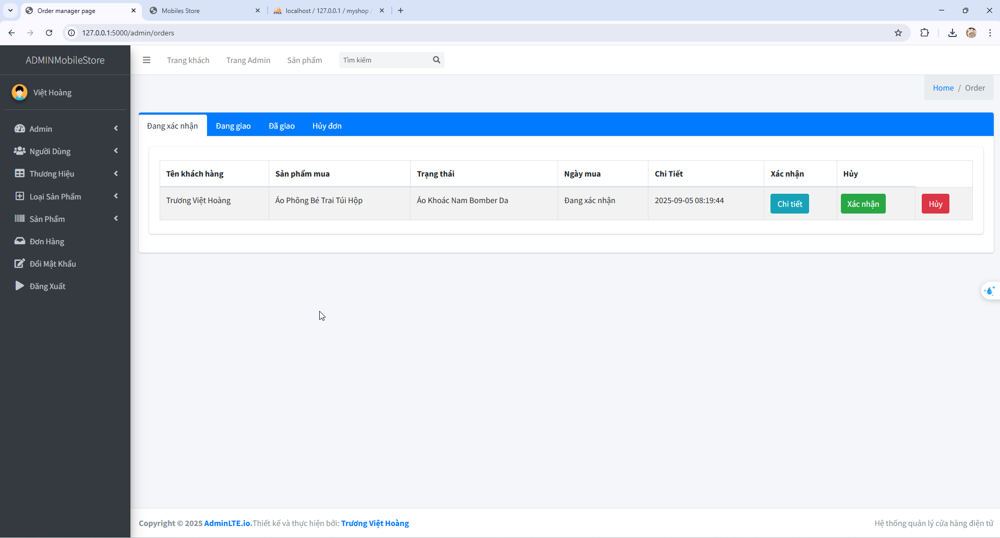 Order manager page
Mobiles Store
localhost / 127.0.0.1 / myshop
127.0.0.1:5000/admin/orders
ADMINMobileStore
Trang khách
Trang Admin
Sản phẩm
Tìm kiếm
Việt Hoàng
Home / Order
Admin
Người Dùng
Thương Hiệu
Loại Sản Phẩm
Sản Phẩm
Đơn Hàng
Đổi Mật Khẩu
Đăng Xuất
Đang xác nhận
Đang giao
Đã giao
Hủy đơn
Tên khách hàng
Sản phẩm mua
Trạng thái
Ngày mua
Chi Tiết
Xác nhận
Hủy
Trương Việt Hoàng
Áo Phông Bé Trai Túi Hộp
Áo Khoác Nam Bomber Da
Đang xác nhận
2025-09-05 08:19:44
Chi tiết
Xác nhận
Hủy
Copyright © 2025 AdminLTE.io.Thiết kế và thực hiện bởi: Trương Việt Hoàng
Hệ thống quản lý cửa hàng điện tử